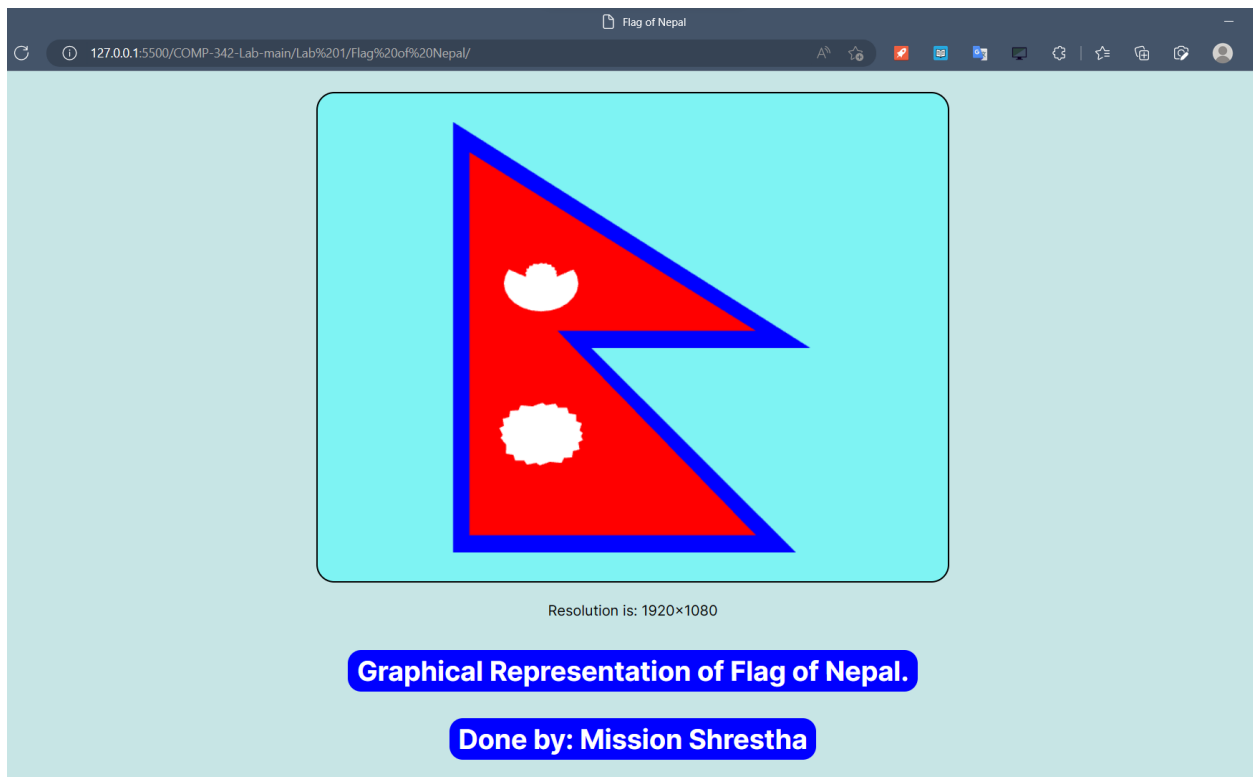 Flag of Nepal
127.0.0.1:5500/COMP-342-Lab-main/Lab%201/Flag%20of%20Nepal/
Resolution is: 1920×1080
Graphical Representation of Flag of Nepal.
Done by: Mission Shrestha